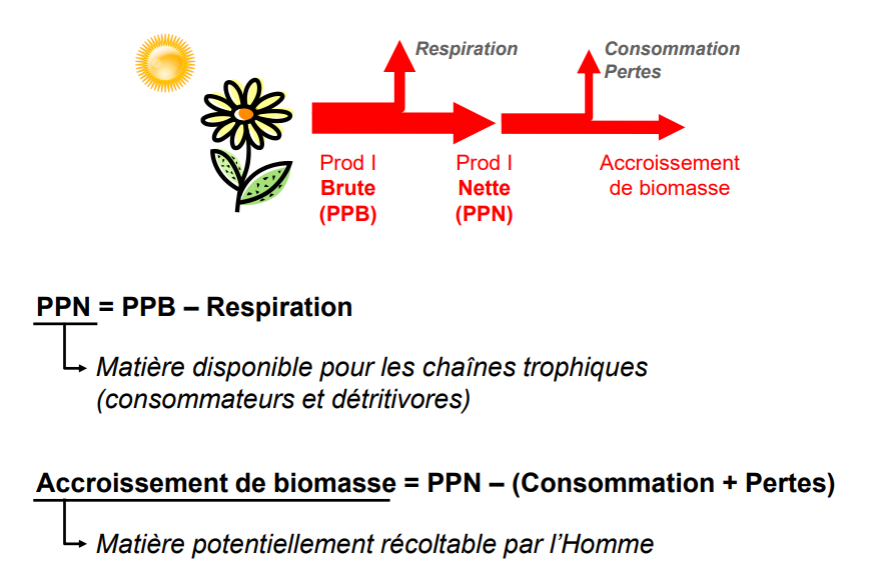 Respiration
Consommation
Pertes
Prod I
Brute
(PPB)
Prod I
Nette
(PPN)
Accroissement
de biomasse
PPN = PPB – Respiration
Matière disponible pour les chaînes trophiques
(consommateurs et détritivores)
Accroissement de biomasse = PPN – (Consommation + Pertes)
Matière potentiellement récoltable par l’Homme